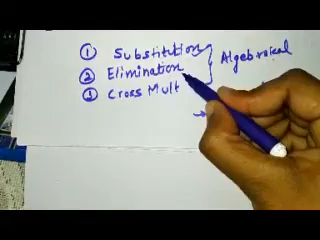 ① Substitution
② Elimination
③ Cross Mult
Algebraical